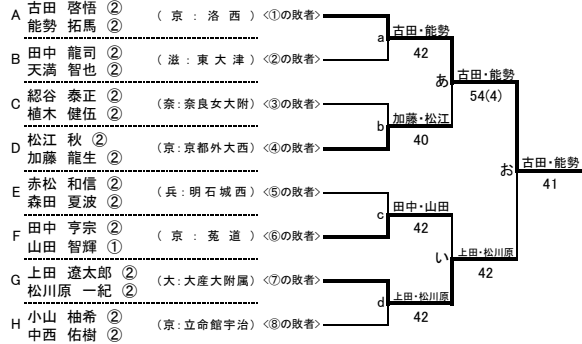 A 古田 啓悟 ② (京:洛西) <①の敗者>
能勢 拓馬 ②
B 田中 龍司 ② (滋:東大津) <②の敗者>
天満 智也 ②
C 綛谷 泰正 ② (奈:奈良女大附) <③の敗者>
植木 健伍 ②
D 松江 秋 ② (京:京都外大西) <④の敗者>
加藤 龍生 ②
E 赤松 和信 ② (兵:明石城西) <⑤の敗者>
森田 夏波 ②
F 田中 亨宗 ② (京:莵道) <⑥の敗者>
山田 智輝 ①
G 上田 遼太郎 ② (大:大産大附属) <⑦の敗者>
松川原 一紀 ②
H 小山 柚希 ② (京:立命館宇治) <⑧の敗者>
中西 佑樹 ②
a 古田・能勢
42
b 加藤・松江
40
c 田中・山田
42
d 上田・松川原
42
あ 古田・能勢
54(4)
い 上田・松川原
42
お 古田・能勢
41